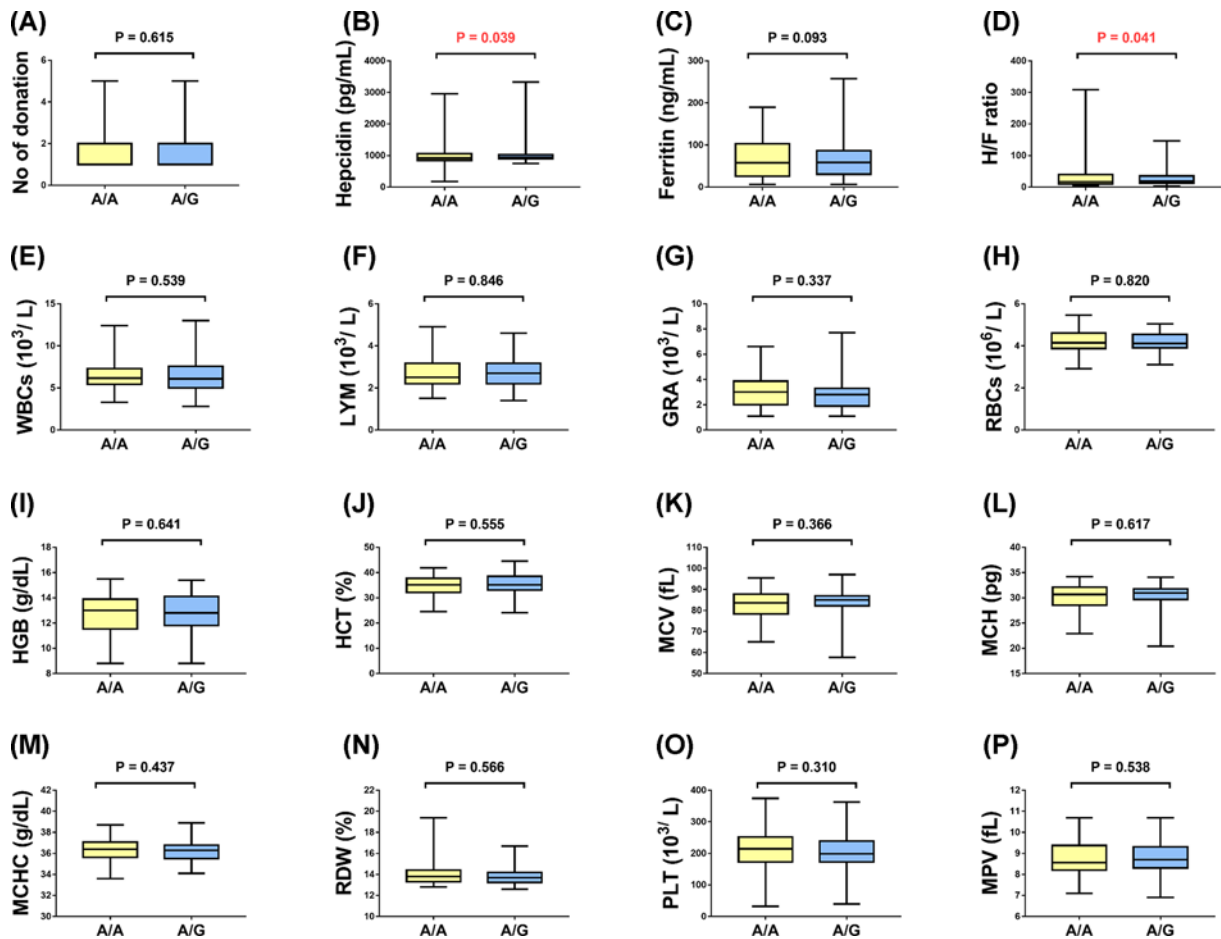 (A)
P = 0.615
No of donation
6
4
2
0
A/A A/G
(B)
P = 0.039
Hepcidin (pg/mL)
4000
3000
2000
1000
0
A/A A/G
(C)
P = 0.093
Ferritin (ng/mL)
300
200
100
0
A/A A/G
(D)
P = 0.041
H/F ratio
400
300
200
100
0
A/A A/G
(E)
P = 0.539
WBCs (10³/ L)
15
10
5
0
A/A A/G
(F)
P = 0.846
LYM (10³/ L)
6
4
2
0
A/A A/G
(G)
P = 0.337
GRA (10³/ L)
10
8
6
4
2
0
A/A A/G
(H)
P = 0.820
RBCs (10⁶/ L)
6
4
2
0
A/A A/G
(I)
P = 0.641
HGB (g/dL)
18
16
14
12
10
8
A/A A/G
(J)
P = 0.555
HCT (%)
50
40
30
20
10
0
A/A A/G
(K)
P = 0.366
MCV (fL)
110
100
90
80
70
60
50
A/A A/G
(L)
P = 0.617
MCH (pg)
40
35
30
25
20
15
A/A A/G
(M)
P = 0.437
MCHC (g/dL)
42
40
38
36
34
32
30
A/A A/G
(N)
P = 0.566
RDW (%)
22
20
18
16
14
12
10
A/A A/G
(O)
P = 0.310
PLT (10³/ L)
400
300
200
100
0
A/A A/G
(P)
P = 0.538
MPV (fL)
12
11
10
9
8
7
6
A/A A/G